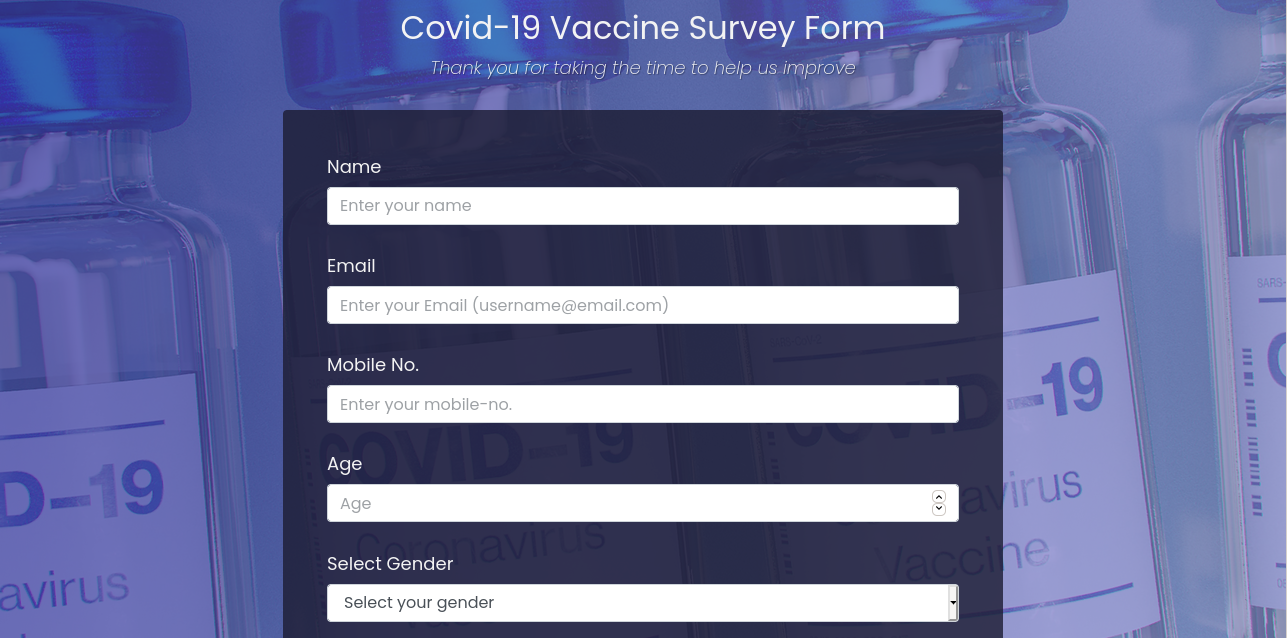 Covid-19 Vaccine Survey Form
Thank you for taking the time to help us improve
Name
Enter your name
Email
Enter your Email (username@email.com)
Mobile No.
Enter your mobile-no.
Age
Age
Select Gender
Select your gender
COVID-19
Coronavirus
COVID-19
avirus
Vaccine
D-19
avirus
SARS-